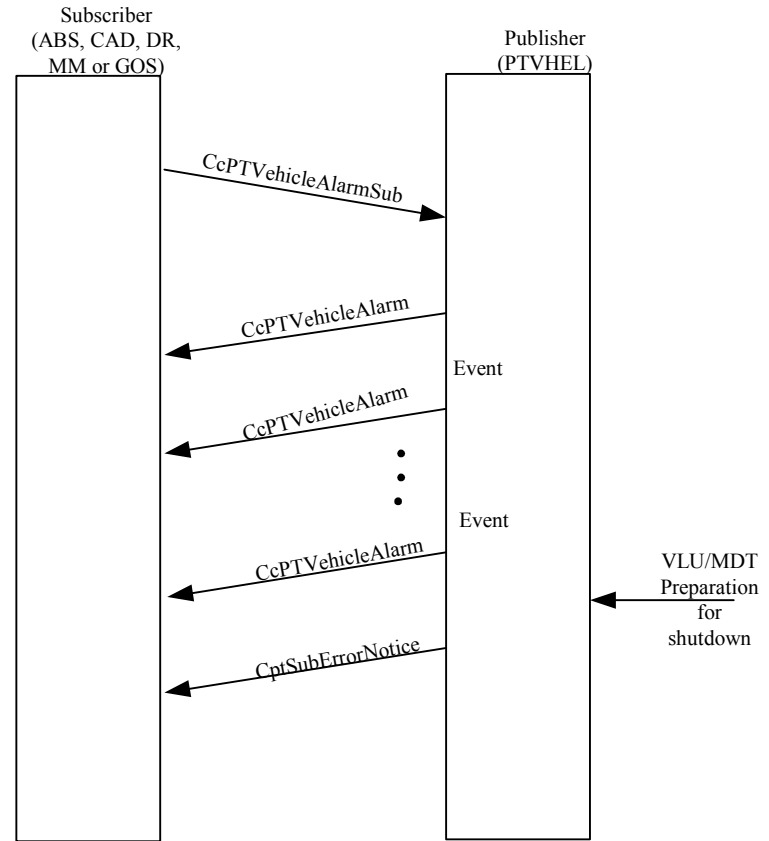 Subscriber
(ABS, CAD, DR,
MM or GOS)
Publisher
(PTVHEL)
CcPTVehicleAlarmSub
CcPTVehicleAlarm
Event
CcPTVehicleAlarm
Event
CcPTVehicleAlarm
VLU/MDT
Preparation
for
shutdown
CptSubErrorNotice